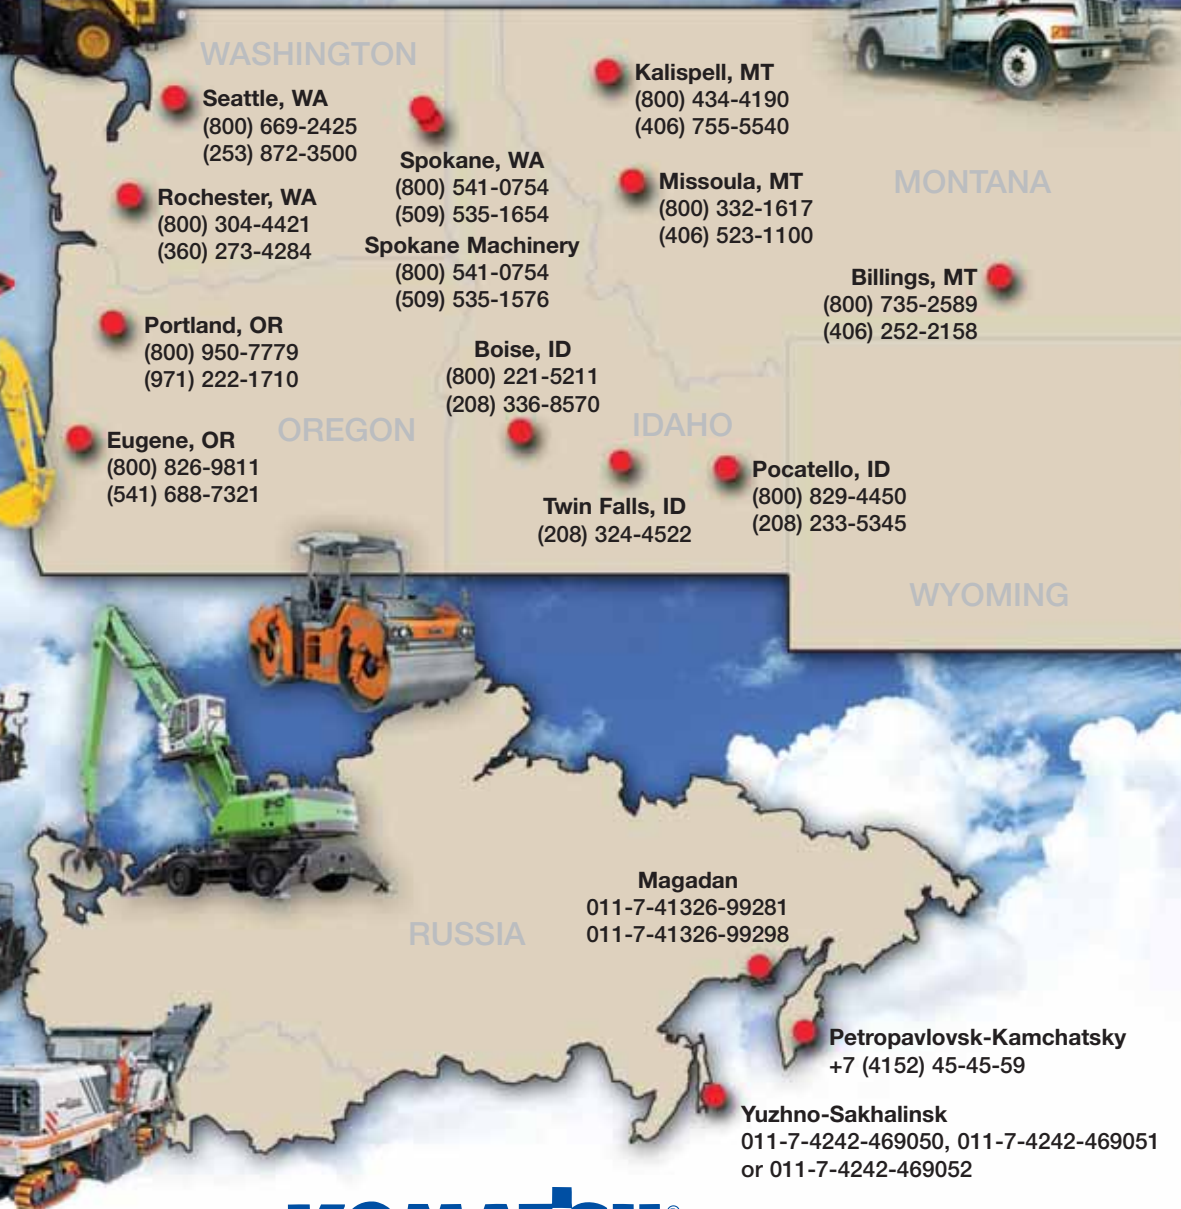 WASHINGTON
Seattle, WA
(800) 669-2425
(253) 872-3500
Rochester, WA
(800) 304-4421
(360) 273-4284
Spokane, WA
(800) 541-0754
(509) 535-1654
Spokane Machinery
(800) 541-0754
(509) 535-1576
Kalispell, MT
(800) 434-4190
(406) 755-5540
Missoula, MT
(800) 332-1617
(406) 523-1100
MONTANA
Billings, MT
(800) 735-2589
(406) 252-2158
Portland, OR
(800) 950-7779
(971) 222-1710
Eugene, OR
(800) 826-9811
(541) 688-7321
OREGON
Boise, ID
(800) 221-5211
(208) 336-8570
IDAHO
Twin Falls, ID
(208) 324-4522
Pocatello, ID
(800) 829-4450
(208) 233-5345
WYOMING
RUSSIA
Magadan
011-7-41326-99281
011-7-41326-99298
Petropavlovsk-Kamchatsky
+7 (4152) 45-45-59
Yuzhno-Sakhalinsk
011-7-4242-469050, 011-7-4242-469051
or 011-7-4242-469052
KOMATSU®